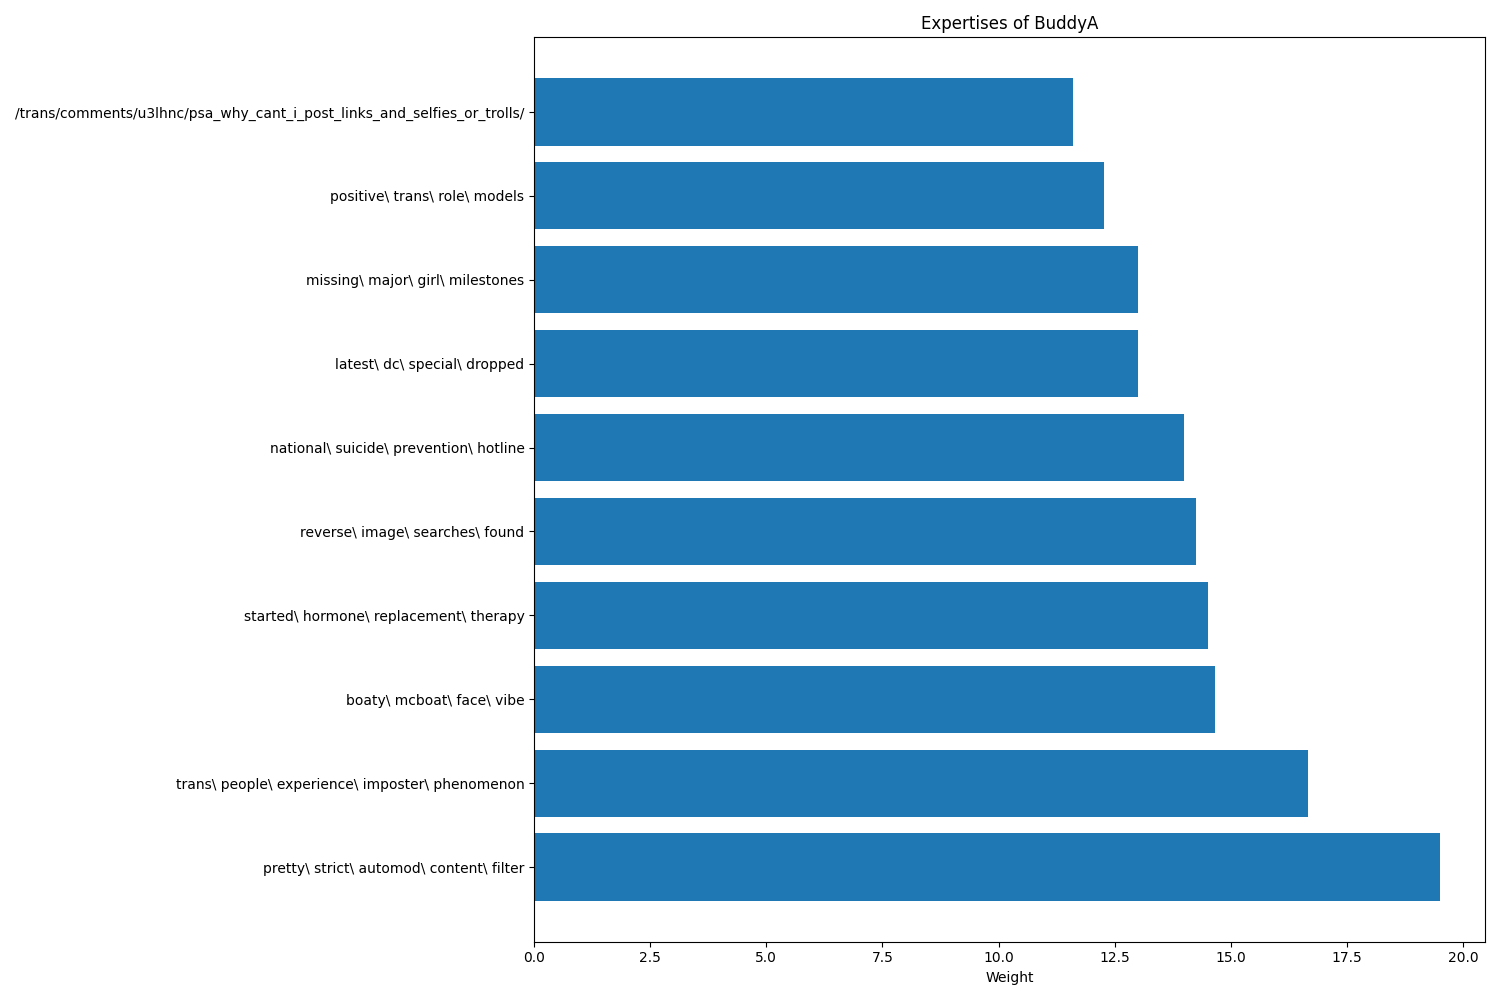 Expertises of BuddyA
/trans/comments/u3lhnc/psa_why_cant_i_post_links_and_selfies_or_trolls/
positive\ trans\ role\ models
missing\ major\ girl\ milestones
latest\ dc\ special\ dropped
national\ suicide\ prevention\ hotline
reverse\ image\ searches\ found
started\ hormone\ replacement\ therapy
boaty\ mcboat\ face\ vibe
trans\ people\ experience\ imposter\ phenomenon
pretty\ strict\ automod\ content\ filter
0.0 2.5 5.0 7.5 10.0 12.5 15.0 17.5 20.0
Weight